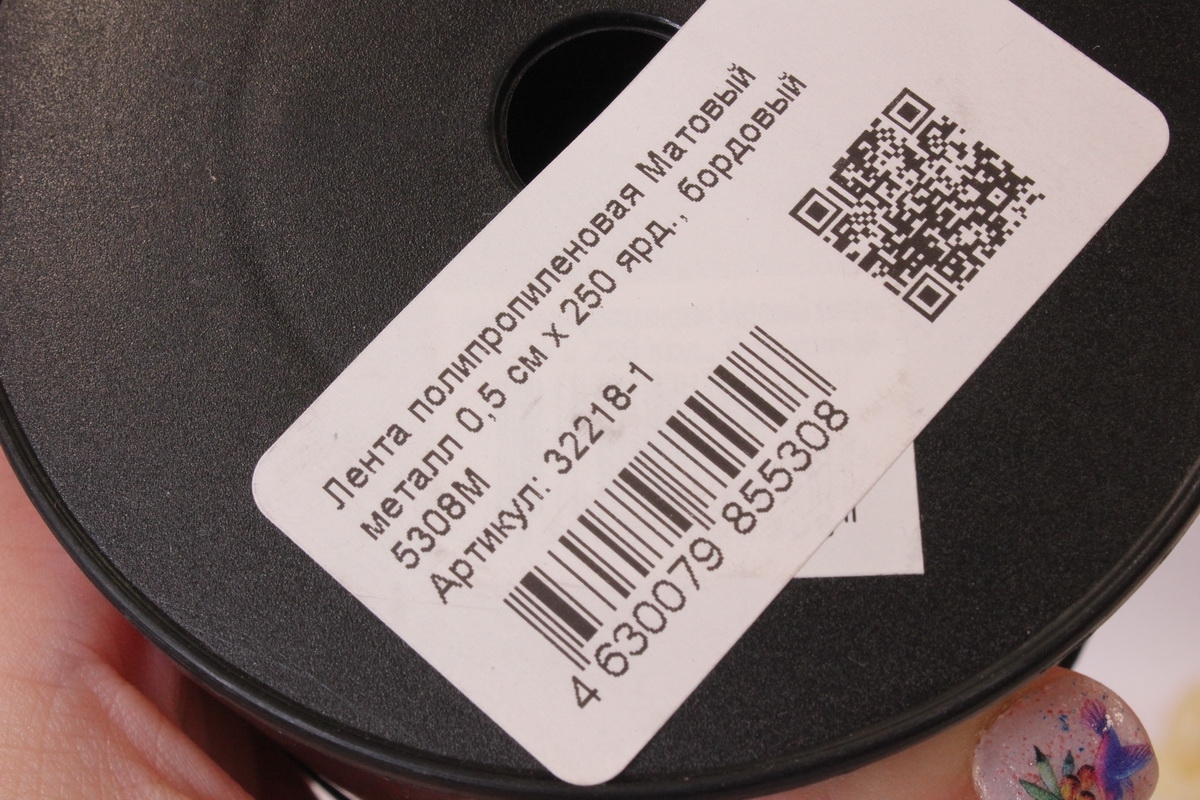 Лента полипропиленовая Матовый
металл 0,5 см х 250 ярд., бордовый
5308М
Артикул: 32218-1
4 630079 855308